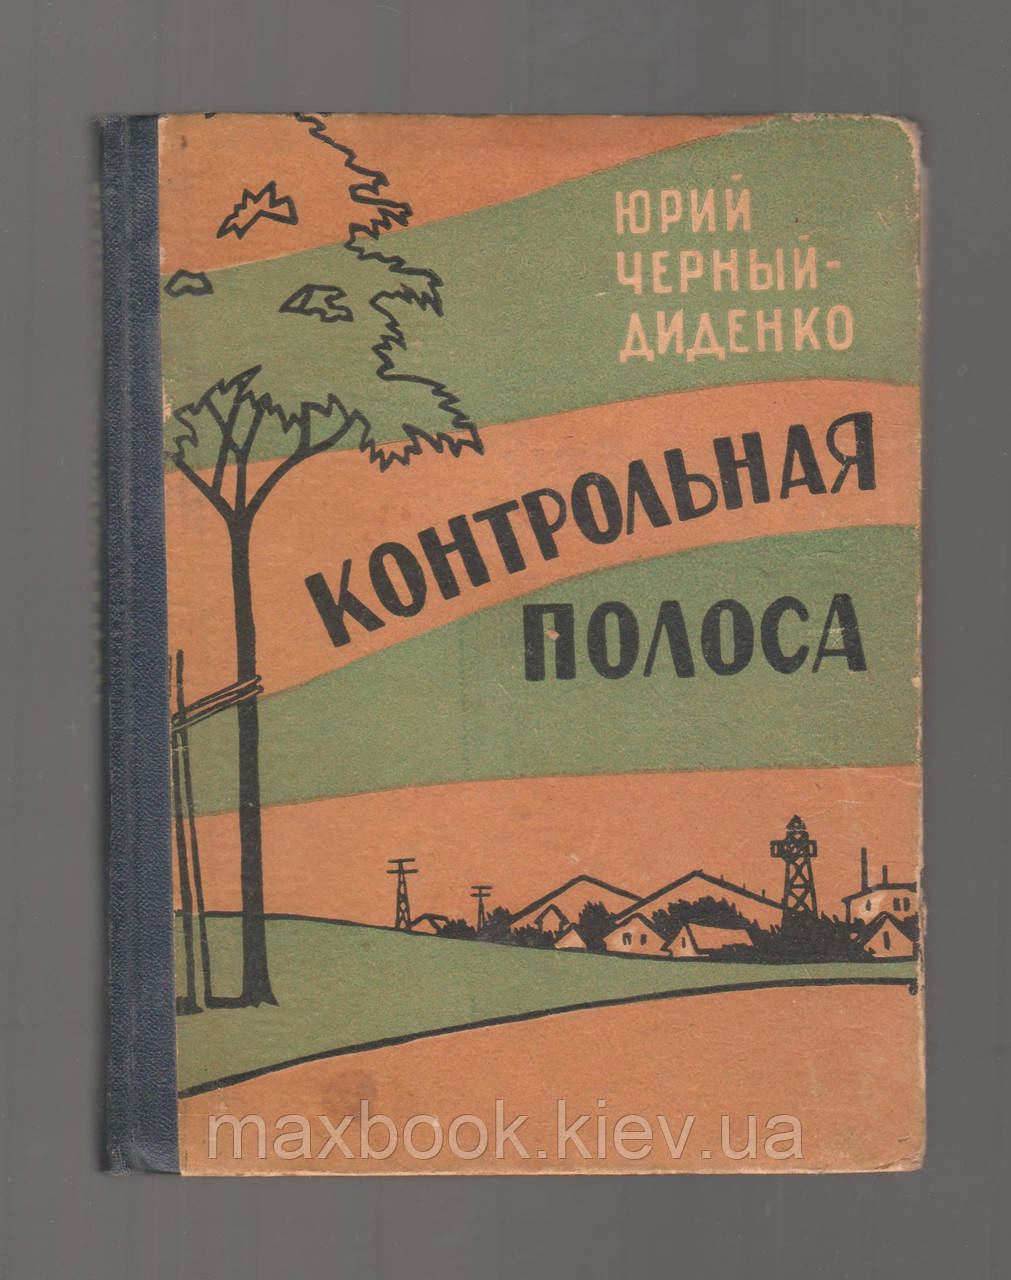 ЮРИЙ
ЧЕРНЫЙ-
ДИДЕНКО
КОНТРОЛЬНАЯ
ПОЛОСА
maxbook.kiev.ua